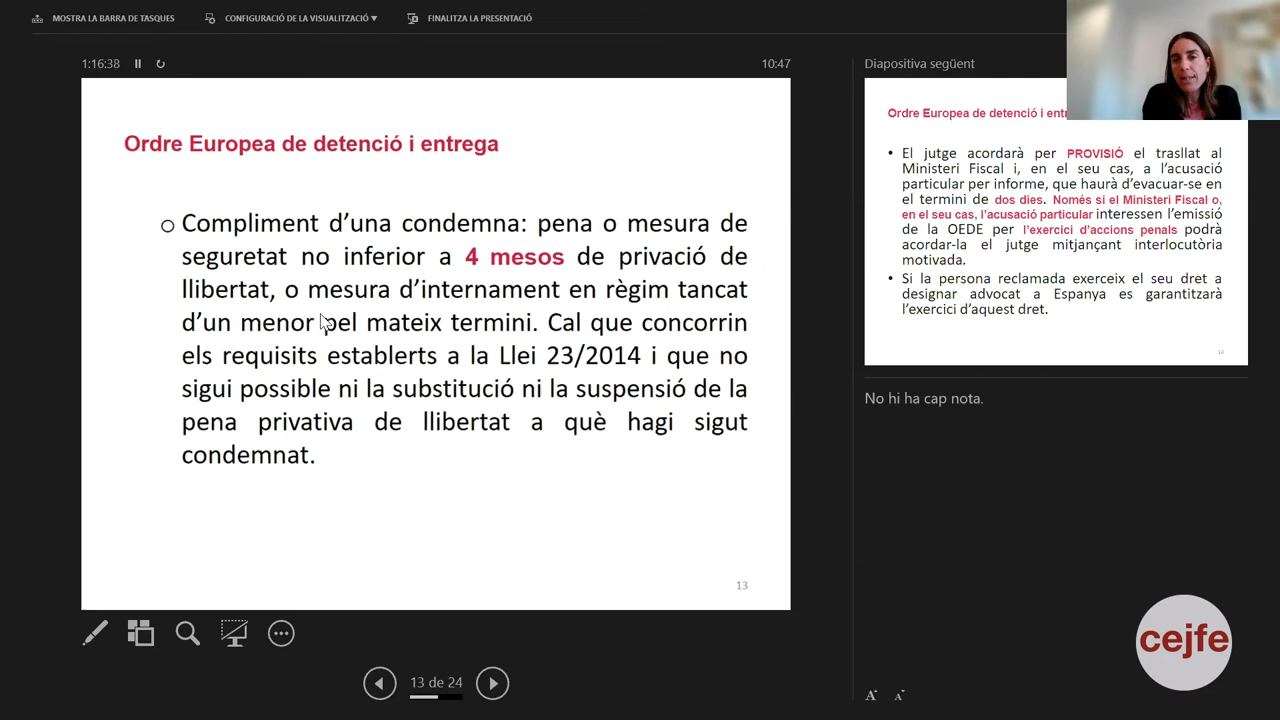 MOSTRA LA BARRA DE TASQUES
CONFIGURACIÓ DE LA VISUALITZACIÓ ▼
FINALITZA LA PRESENTACIÓ
1:16:38
10:47
Ordre Europea de detenció i entrega
Compliment d’una condemna: pena o mesura de
seguretat no inferior a 4 mesos de privació de
llibertat, o mesura d’internament en règim tancat
d’un menor pel mateix termini. Cal que concorrin
els requisits establerts a la Llei 23/2014 i que no
sigui possible ni la substitució ni la suspensió de la
pena privativa de llibertat a què hagi sigut
condemnat.
13
13 de 24
Diapositiva següent
Ordre Europea de detenció i
• El jutge acordarà per PROVISIÓ el trasllat al
Ministeri Fiscal i, en el seu cas, a l’acusació
particular per informe, que haurà d’evacuar-se en
el termini de dos dies. Només si el Ministeri Fiscal o,
en el seu cas, l’acusació particular interessen l’emissió
de la OEDE per l’exercici d’accions penals podrà
acordar-la el jutge mitjançant interlocutòria
motivada.
• Si la persona reclamada exerceix el seu dret a
designar advocat a Espanya es garantitzarà
l’exercici d’aquest dret.
14
No hi ha cap nota.
cejfe
A A